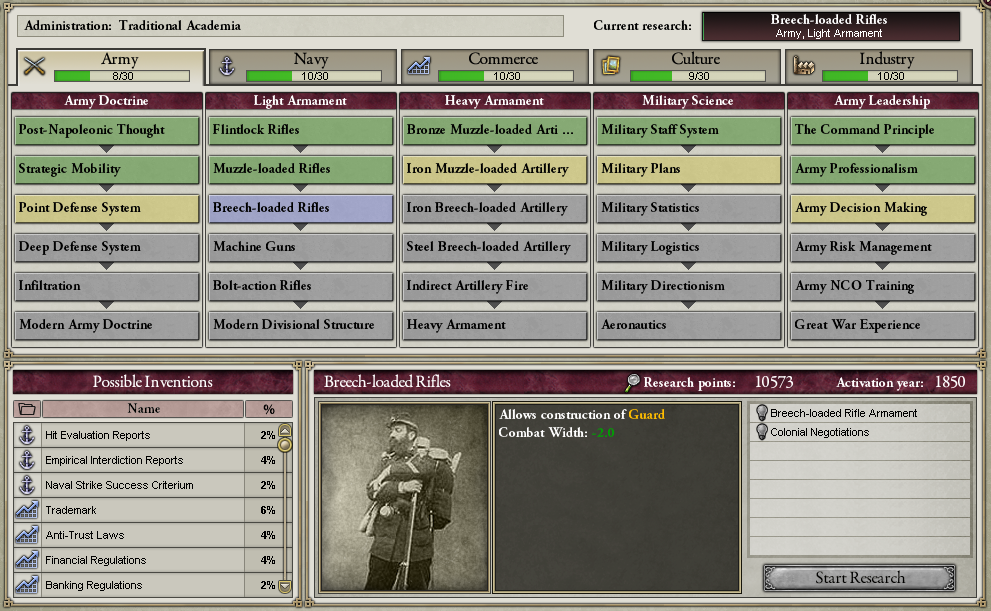 Administration: Traditional Academia
Current research:
Breech-loaded Rifles
Army, Light Armament
Army
8/30
Navy
10/30
Commerce
10/30
Culture
9/30
Industry
10/30
Army Doctrine
Light Armament
Heavy Armament
Military Science
Army Leadership
Post-Napoleonic Thought
Flintlock Rifles
Bronze Muzzle-loaded Arti ...
Military Staff System
The Command Principle
Strategic Mobility
Muzzle-loaded Rifles
Iron Muzzle-loaded Artillery
Military Plans
Army Professionalism
Point Defense System
Breech-loaded Rifles
Iron Breech-loaded Artillery
Military Statistics
Army Decision Making
Deep Defense System
Machine Guns
Steel Breech-loaded Artillery
Military Logistics
Army Risk Management
Infiltration
Bolt-action Rifles
Indirect Artillery Fire
Military Directionism
Army NCO Training
Modern Army Doctrine
Modern Divisional Structure
Heavy Armament
Aeronautics
Great War Experience
Possible Inventions
Name %
Hit Evaluation Reports 2%
Empirical Interdiction Reports 4%
Naval Strike Success Criterium 2%
Trademark 6%
Anti-Trust Laws 4%
Financial Regulations 4%
Banking Regulations 2%
Breech-loaded Rifles
Research points: 10573
Activation year: 1850
Allows construction of Guard
Combat Width: -2.0
Breech-loaded Rifle Armament
Colonial Negotiations
Start Research